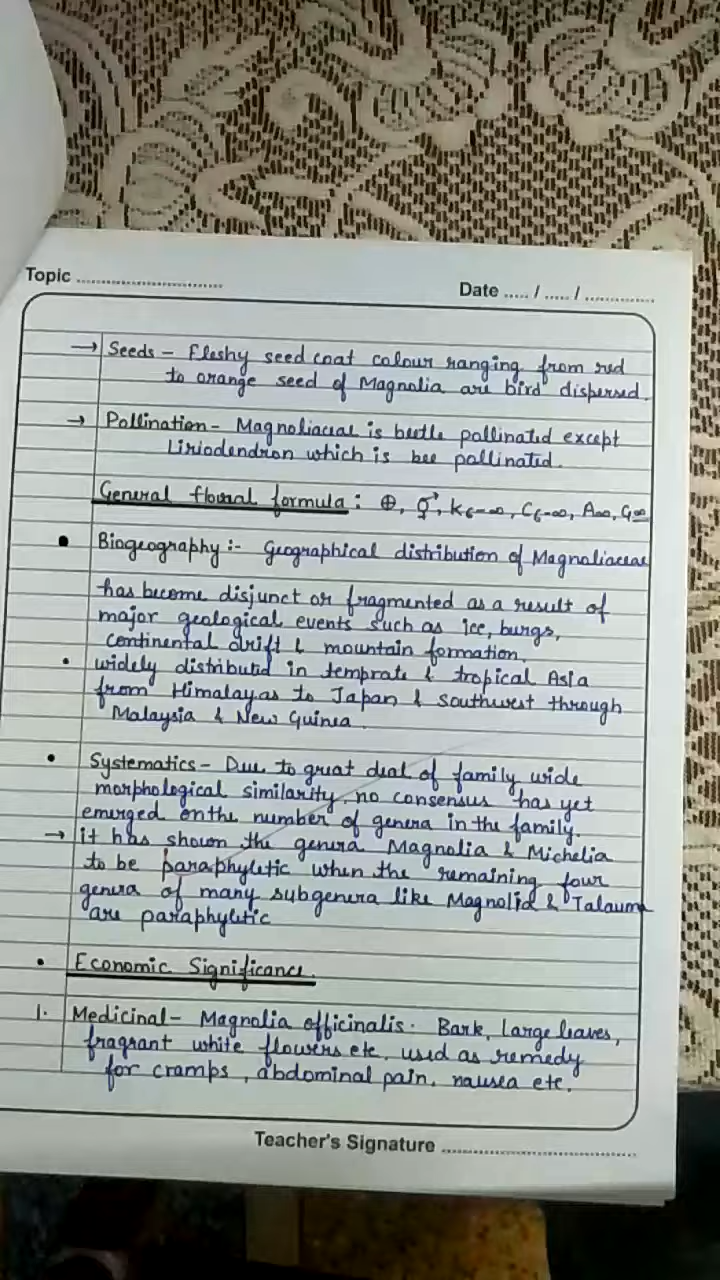 Topic ..............................
Date ..... / ..... / ..............
→ Seeds – Fleshy seed coat colour ranging from red
to orange seed of Magnolia are bird dispersed.
→ Pollination – Magnoliaceae is beetle pollinated except
Liriodendron which is bee pollinated.
General floural formula : ⊕, ⚥, K6–∞, C6–∞, A∞, G∞
• Biogeography :- Geographical distribution of Magnoliaceae
has become disjunct or fragmented as a result of
major geological events such as ice, burgs,
continental drift & mountain formation.
• widely distributed in temprate & tropical Asia
from Himalayas to Japan & southwest through
Malaysia & New Guinea.
• Systematics – Due to great deal of family wide
morphological similarity, no consensus has yet
emerged on the number of genera in the family.
→ it has shown the genera Magnolia & Michelia
to be paraphyletic when the remaining four
genera of many subgenera like Magnolia & Talauma
are paraphyletic
• Economic Significance.
1. Medicinal – Magnolia officinalis. Bark, large leaves,
fragrant white flowers etc. used as remedy
for cramps, abdominal pain, nausea etc.
Teacher's Signature ..............................